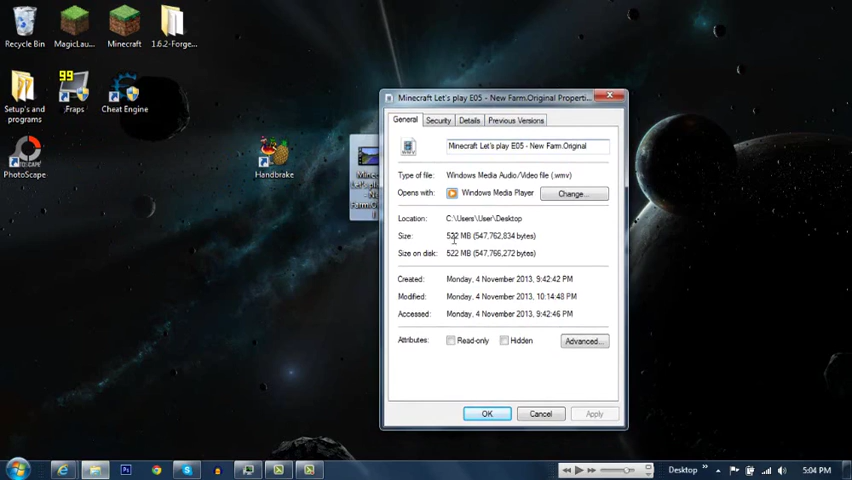 Recycle Bin
MagicLau...
Minecraft
1.6.2-Forge...
Setup's and programs
99
Fraps
Cheat Engine
PhotoScape
Handbrake
Minecraft Let's play E05 - New Farm.Original Properti...
General
Security
Details
Previous Versions
WMV
Minecraft Let's play E05 - New Farm.Original
Type of file:
Windows Media Audio/Video file (.wmv)
Opens with:
Windows Media Player
Change...
Location:
C:\Users\User\Desktop
Size:
522 MB (547,762,834 bytes)
Size on disk:
522 MB (547,766,272 bytes)
Created:
Monday, 4 November 2013, 9:42:42 PM
Modified:
Monday, 4 November 2013, 10:14:48 PM
Accessed:
Monday, 4 November 2013, 9:42:46 PM
Attributes:
Read-only
Hidden
Advanced...
OK
Cancel
Apply
Desktop
5:04 PM